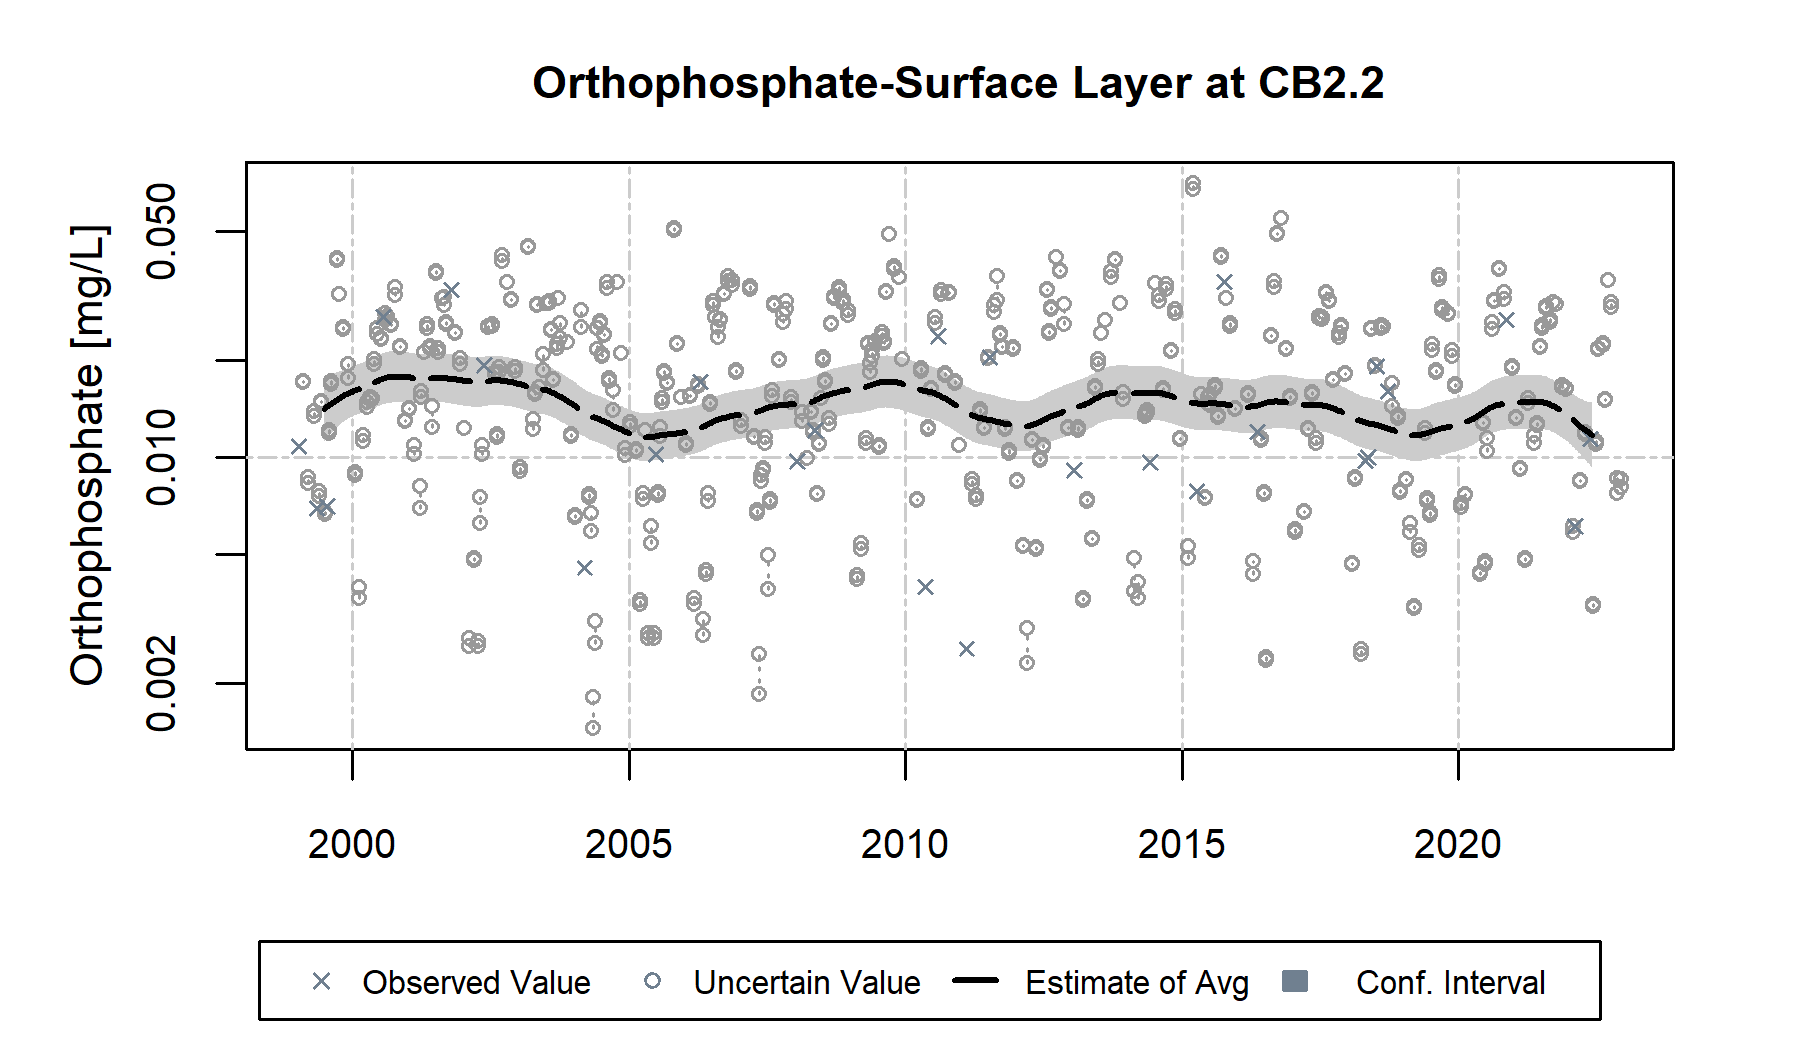 Orthophosphate-Surface Layer at CB2.2
Orthophosphate [mg/L]
0.050
0.010
0.002
2000 2005 2010 2015 2020
Observed Value Uncertain Value Estimate of Avg Conf. Interval